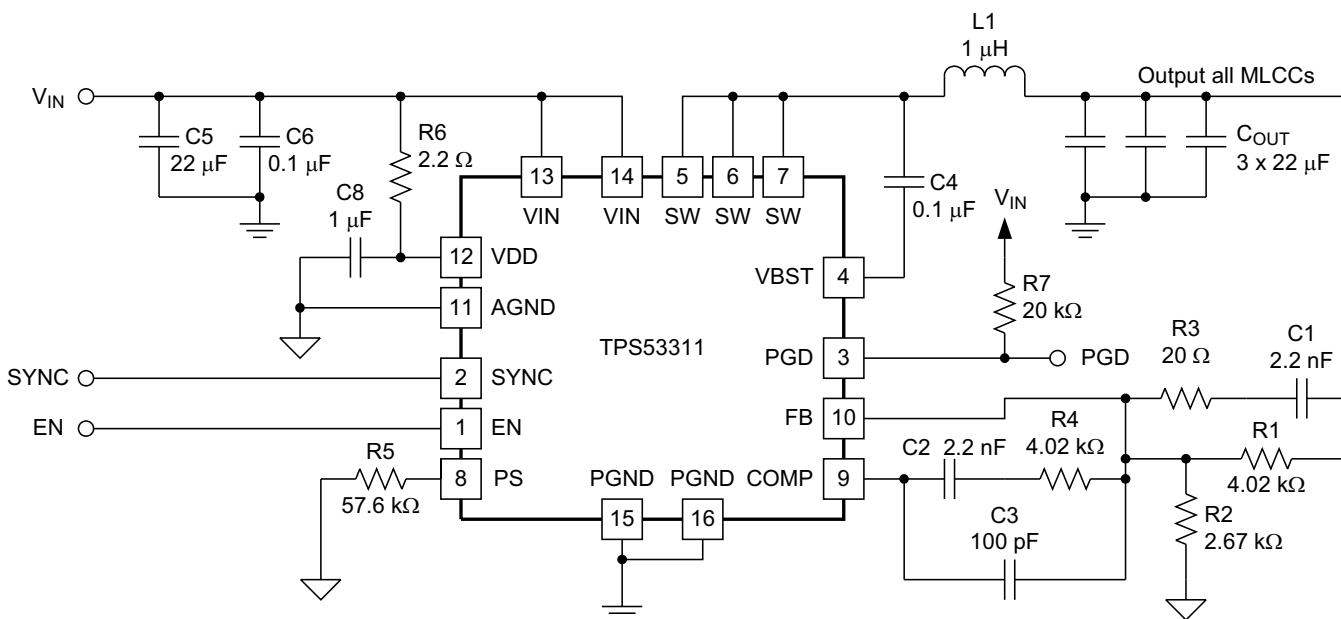 L1
1 μH
V_IN
Output all MLCCs
C5
22 μF
C6
0.1 μF
R6
2.2 Ω
C8
1 μF
13
14
5
6
7
VIN
VIN
SW
SW
SW
C4
0.1 μF
C_OUT
3 x 22 μF
V_IN
12
VDD
VBST
4
R7
20 kΩ
11
AGND
TPS53311
PGD
3
PGD
R3
20 Ω
C1
2.2 nF
SYNC
2
SYNC
EN
1
EN
FB
10
R5
57.6 kΩ
8
PS
PGND
PGND
COMP
9
C2 2.2 nF
R4
4.02 kΩ
R1
4.02 kΩ
15
16
C3
100 pF
R2
2.67 kΩ